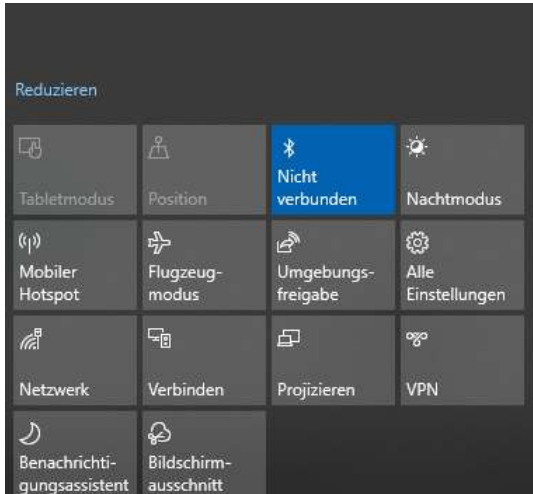 Reduzieren
Tabletmodus
Position
Nicht
verbunden
Nachtmodus
Mobiler
Hotspot
Flugzeug-
modus
Umgebungs-
freigabe
Alle
Einstellungen
Netzwerk
Verbinden
Projizieren
VPN
Benachrichti-
gungsassistent
Bildschirm-
ausschnitt